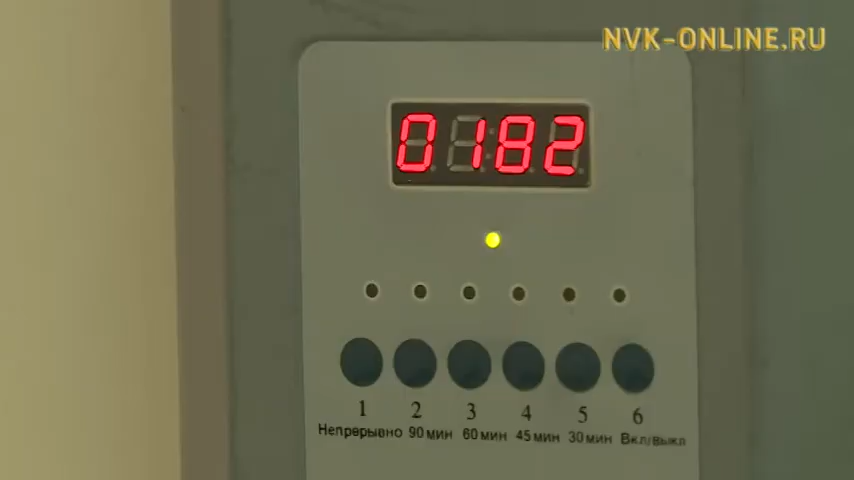 NVK-ONLINE.RU
0182
1 2 3 4 5 6
Непрерывно 90 мин 60 мин 45 мин 30 мин Вкл/выкл